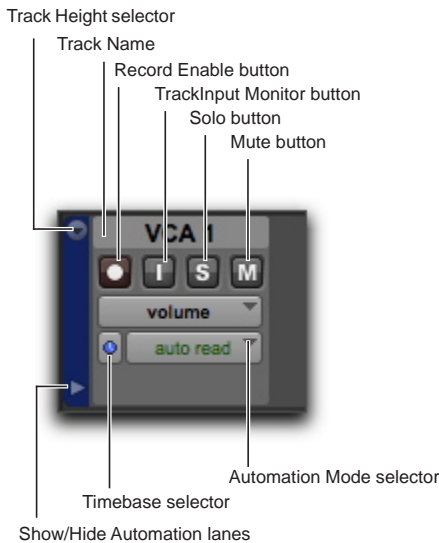 Track Height selector
Track Name
Record Enable button
TrackInput Monitor button
Solo button
Mute button
VCA 1
I S M
volume
auto read
Automation Mode selector
Timebase selector
Show/Hide Automation lanes